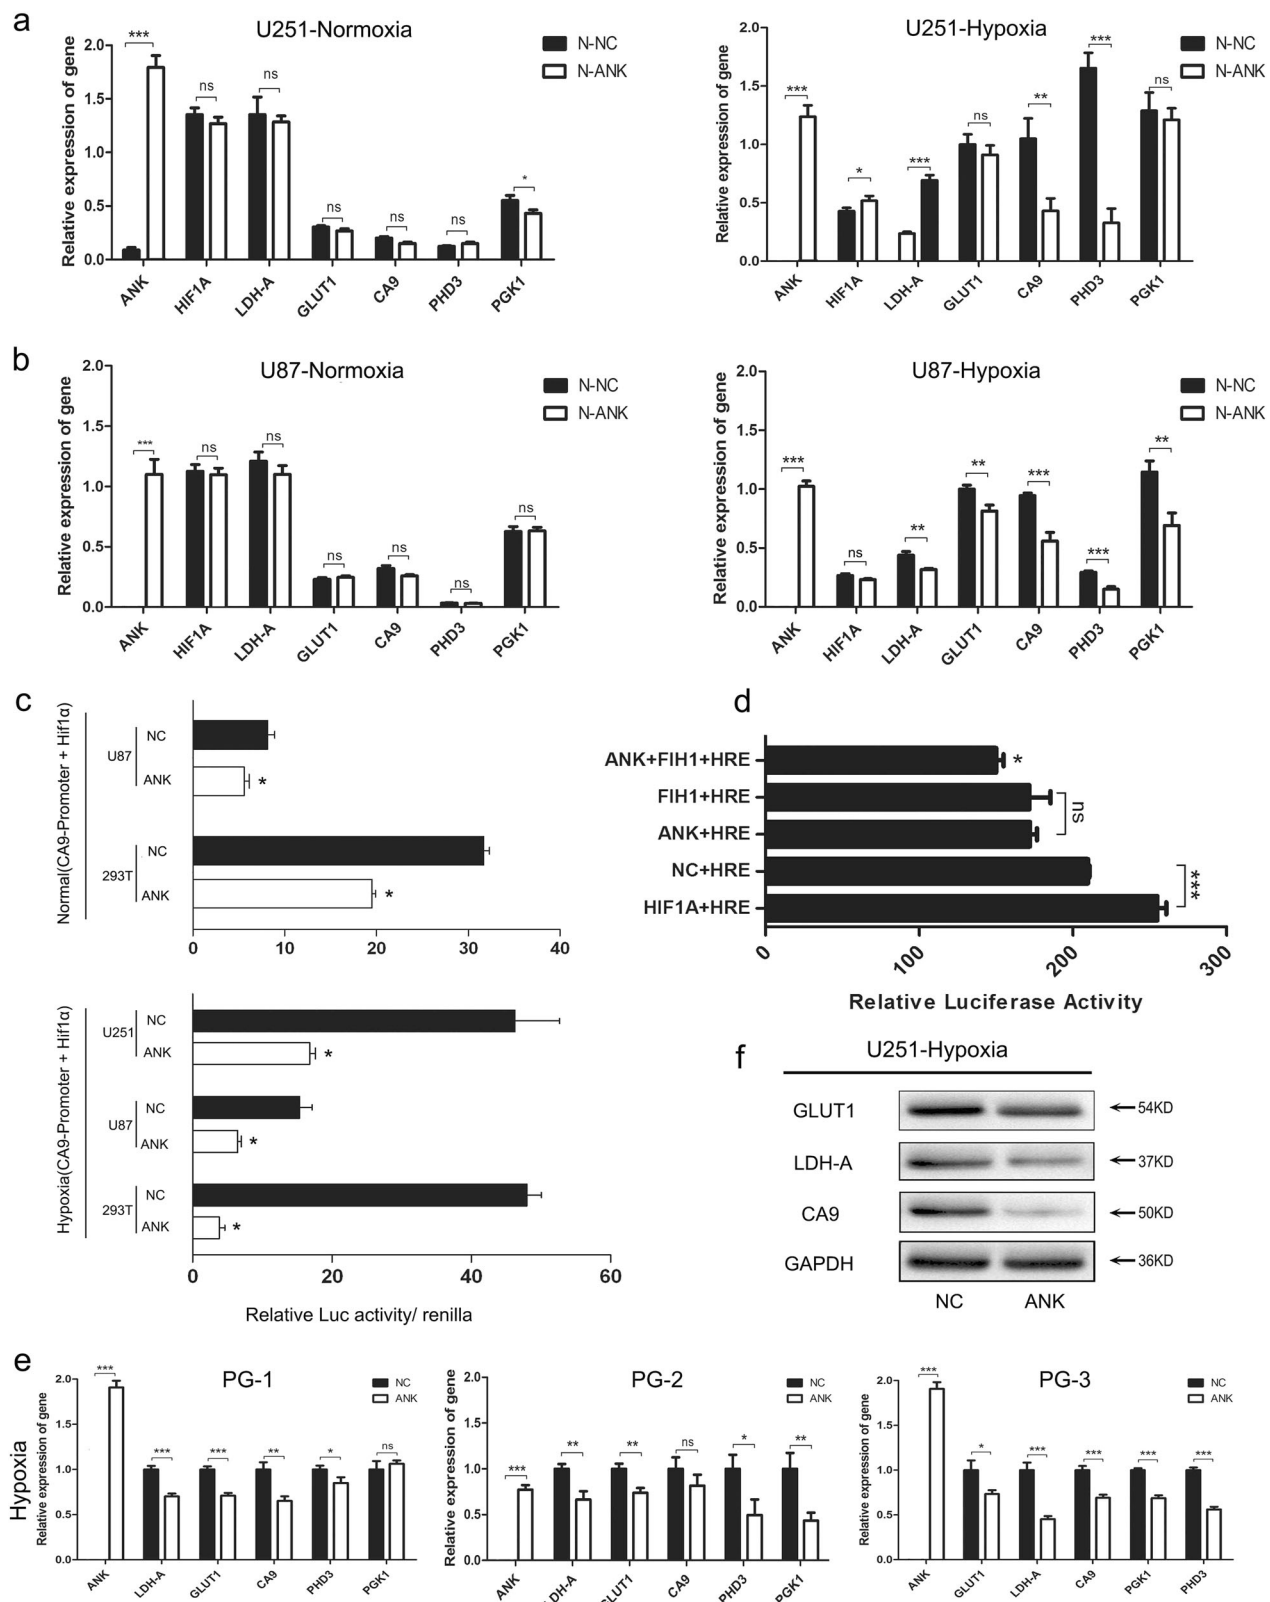 a
U251-Normoxia
N-NC
N-ANK
Relative expression of gene
2.0
1.5
1.0
0.5
0.0
***
ns
ns
ns
ns
ns
*
ANK
HIF1A
LDH-A
GLUT1
CA9
PHD3
PGK1
U251-Hypoxia
N-NC
N-ANK
Relative expression of gene
2.0
1.5
1.0
0.5
0.0
***
*
***
ns
**
***
ns
ANK
HIF1A
LDH-A
GLUT1
CA9
PHD3
PGK1
b
U87-Normoxia
N-NC
N-ANK
Relative expression of gene
2.0
1.5
1.0
0.5
0.0
***
ns
ns
ns
ns
ns
ns
ANK
HIF1A
LDH-A
GLUT1
CA9
PHD3
PGK1
U87-Hypoxia
N-NC
N-ANK
Relative expression of gene
2.0
1.5
1.0
0.5
0.0
***
ns
**
**
***
***
**
ANK
HIF1A
LDH-A
GLUT1
CA9
PHD3
PGK1
c
Normal(CA9-Promoter + Hif1α)
U87
NC
ANK
*
293T
NC
ANK
*
0 10 20 30 40
Hypoxia(CA9-Promoter + Hif1α)
U251
NC
ANK
*
U87
NC
ANK
*
293T
NC
ANK
*
0 20 40 60
Relative Luc activity/ renilla
d
ANK+FIH1+HRE
*
FIH1+HRE
ns
ANK+HRE
NC+HRE
***
HIF1A+HRE
0 100 200 300
Relative Luciferase Activity
f
U251-Hypoxia
GLUT1
54KD
LDH-A
37KD
CA9
50KD
GAPDH
36KD
NC ANK
e
Hypoxia
PG-1
NC
ANK
Relative expression of gene
2.0
1.5
1.0
0.5
0.0
***
***
***
**
*
ns
ANK
LDH-A
GLUT1
CA9
PHD3
PGK1
PG-2
NC
ANK
Relative expression of gene
2.0
1.5
1.0
0.5
0.0
***
**
**
ns
*
**
ANK
LDH-A
GLUT1
CA9
PHD3
PGK1
PG-3
NC
ANK
Relative expression of gene
2.0
1.5
1.0
0.5
0.0
***
*
***
***
***
***
ANK
GLUT1
LDH-A
CA9
PGK1
PHD3